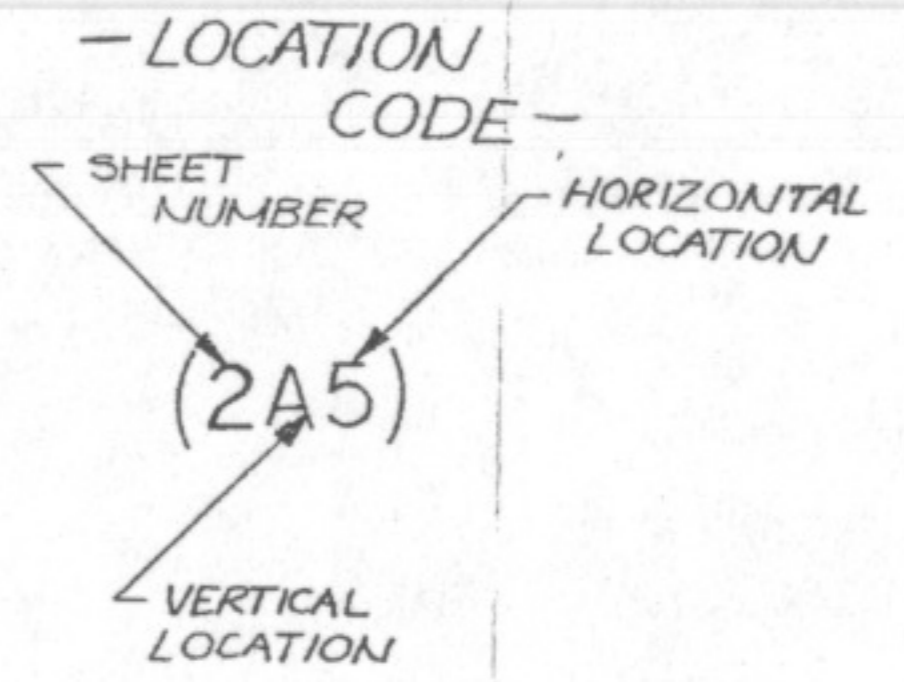 - LOCATION
CODE -
SHEET
NUMBER
HORIZONTAL
LOCATION
(2A5)
VERTICAL
LOCATION